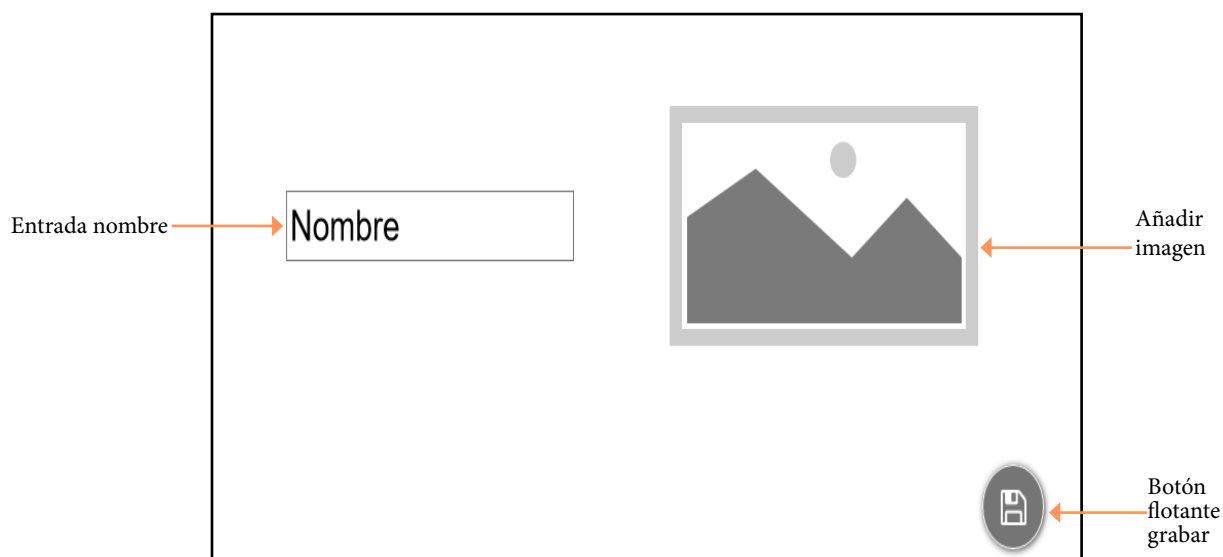 Entrada nombre
Nombre
Añadir
imagen
Botón
flotante
grabar